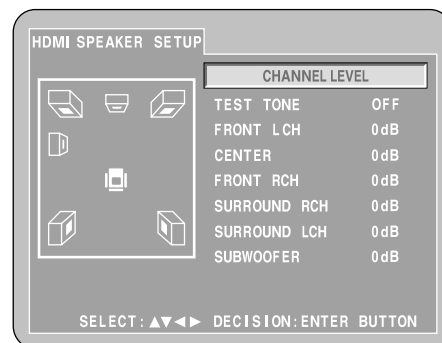 HDMI SPEAKER SETUP
CHANNEL LEVEL
TEST TONE OFF
FRONT LCH 0dB
CENTER 0dB
FRONT RCH 0dB
SURROUND RCH 0dB
SURROUND LCH 0dB
SUBWOOFER 0dB
SELECT:▲▼◄► DECISION:ENTER BUTTON